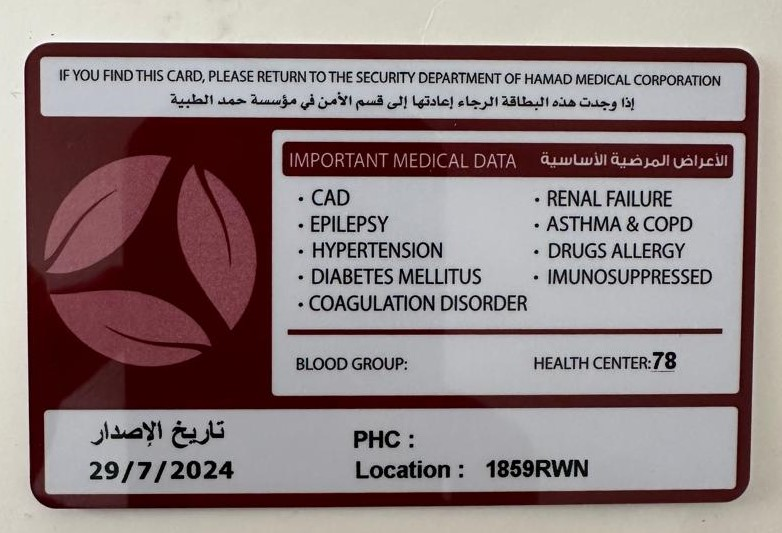 IF YOU FIND THIS CARD, PLEASE RETURN TO THE SECURITY DEPARTMENT OF HAMAD MEDICAL CORPORATION
إذا وجدت هذه البطاقة الرجاء إعادتها إلى قسم الأمن في مؤسسة حمد الطبية
IMPORTANT MEDICAL DATA الأعراض المرضية الأساسية
• CAD
• EPILEPSY
• HYPERTENSION
• DIABETES MELLITUS
• COAGULATION DISORDER
• RENAL FAILURE
• ASTHMA & COPD
• DRUGS ALLERGY
• IMUNOSUPPRESSED
BLOOD GROUP: HEALTH CENTER:78
تاريخ الإصدار
29/7/2024
PHC :
Location : 1859RWN